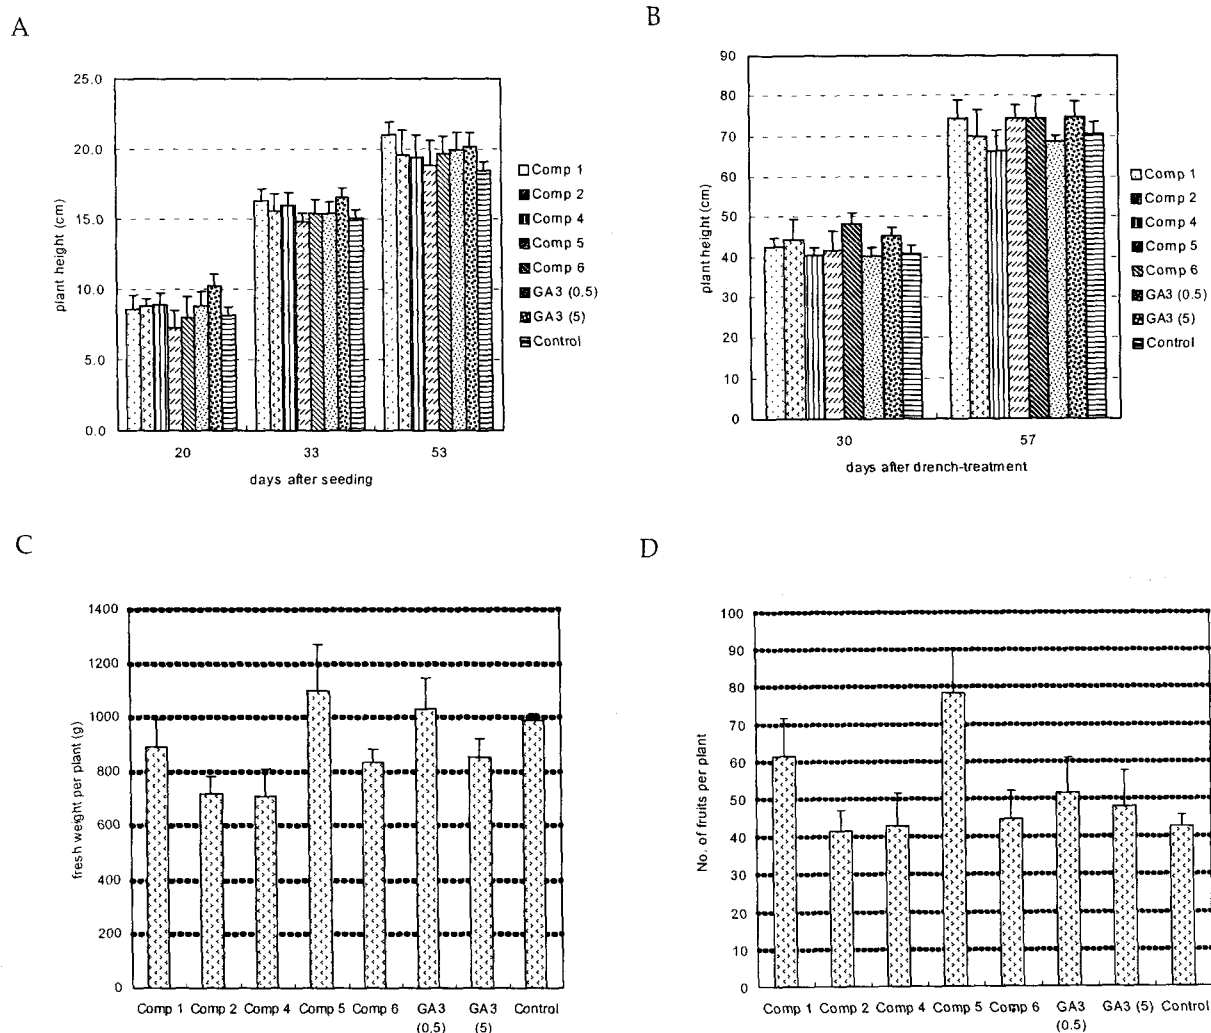 A
25.0
20.0
15.0
10.0
5.0
0.0
plant height (cm)
20 33 53
days after seeding
Comp 1
Comp 2
Comp 4
Comp 5
Comp 6
GA3 (0.5)
GA3 (5)
Control
B
90
80
70
60
50
40
30
20
10
0
plant height (cm)
30 57
days after drench-treatment
Comp 1
Comp 2
Comp 4
Comp 5
Comp 6
GA3 (0.5)
GA3 (5)
Control
C
1400
1200
1000
800
600
400
200
0
fresh weight per plant (g)
Comp 1 Comp 2 Comp 4 Comp 5 Comp 6 GA3 GA3 Control
(0.5) (5)
D
100
90
80
70
60
50
40
30
20
10
0
No. of fruits per plant
Comp 1 Comp 2 Comp 4 Comp 5 Comp 6 GA3 GA3 (5) Control
(0.5)